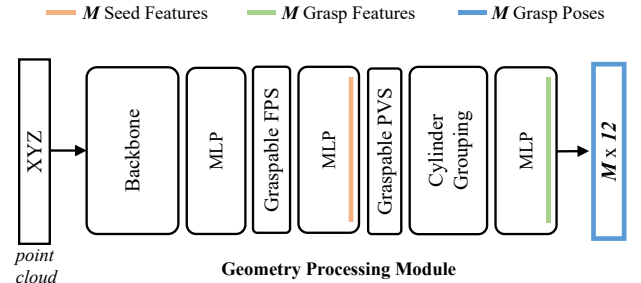 M Seed Features
M Grasp Features
M Grasp Poses
XYZ
Backbone
MLP
Graspable FPS
MLP
Graspable PVS
Cylinder
Grouping
MLP
M x 12
point
cloud
Geometry Processing Module